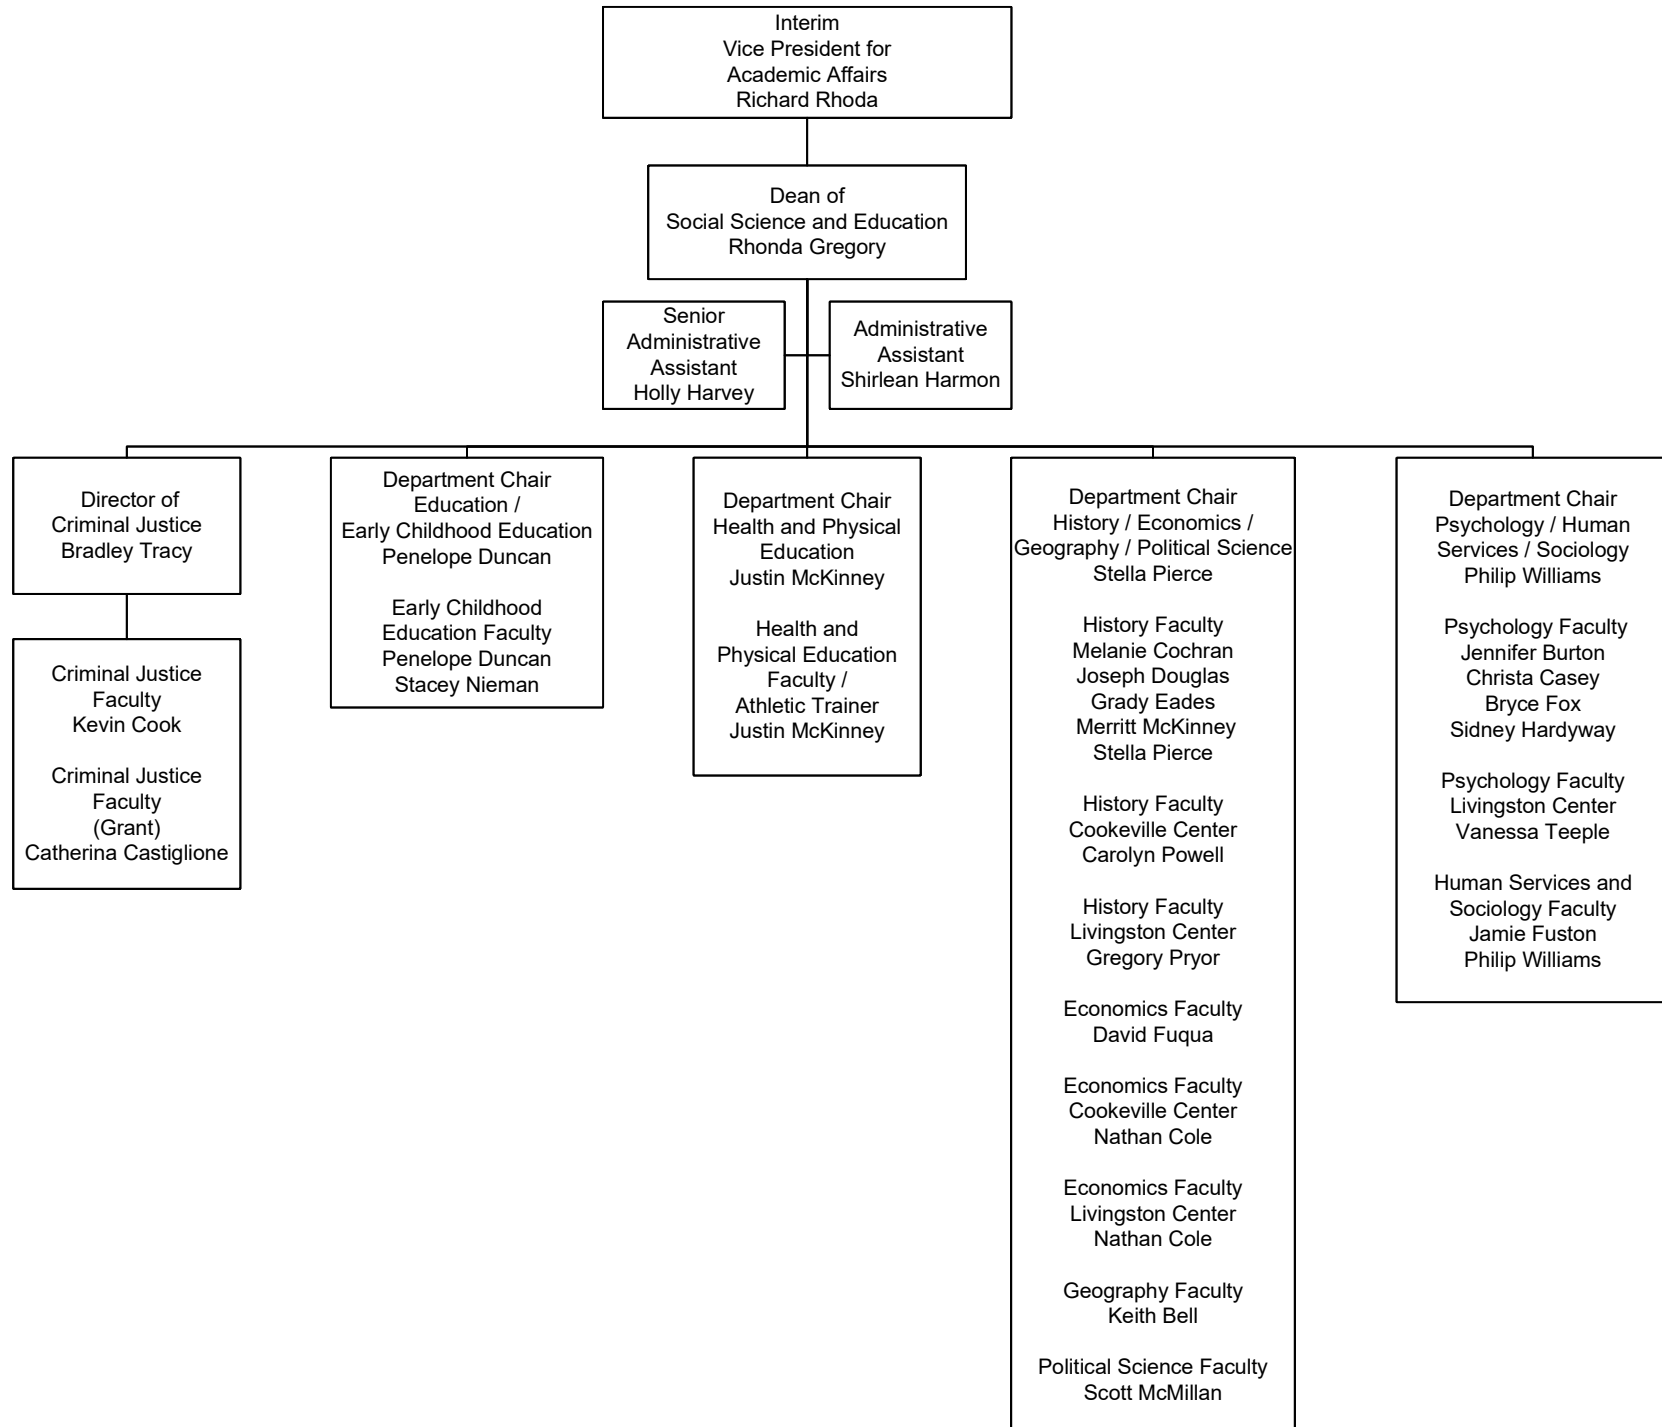 Interim
Vice President for
Academic Affairs
Richard Rhoda
Dean of
Social Science and Education
Rhonda Gregory
Senior
Administrative
Assistant
Holly Harvey
Administrative
Assistant
Shirlean Harmon
Director of
Criminal Justice
Bradley Tracy
Criminal Justice
Faculty
Kevin Cook
Criminal Justice
Faculty
(Grant)
Catherina Castiglione
Department Chair
Education /
Early Childhood Education
Penelope Duncan
Early Childhood
Education Faculty
Penelope Duncan
Stacey Nieman
Department Chair
Health and Physical
Education
Justin McKinney
Health and
Physical Education
Faculty /
Athletic Trainer
Justin McKinney
Department Chair
History / Economics /
Geography / Political Science
Stella Pierce
History Faculty
Melanie Cochran
Joseph Douglas
Grady Eades
Merritt McKinney
Stella Pierce
History Faculty
Cookeville Center
Carolyn Powell
History Faculty
Livingston Center
Gregory Pryor
Economics Faculty
David Fuqua
Economics Faculty
Cookeville Center
Nathan Cole
Economics Faculty
Livingston Center
Nathan Cole
Geography Faculty
Keith Bell
Political Science Faculty
Scott McMillan
Department Chair
Psychology / Human
Services / Sociology
Philip Williams
Psychology Faculty
Jennifer Burton
Christa Casey
Bryce Fox
Sidney Hardyway
Psychology Faculty
Livingston Center
Vanessa Teeple
Human Services and
Sociology Faculty
Jamie Fuston
Philip Williams